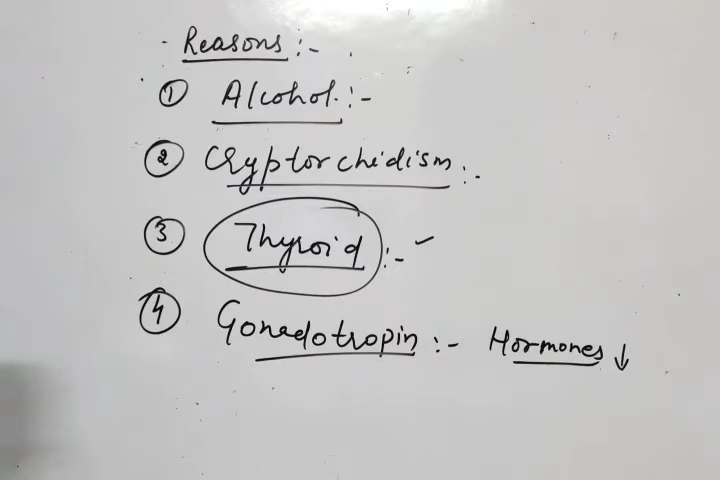 Reasons :-
① Alcohol :-
② Cryptorchidism :-
③ Thyroid :- ✓
④ Gonadotropin :- Hormones ↓